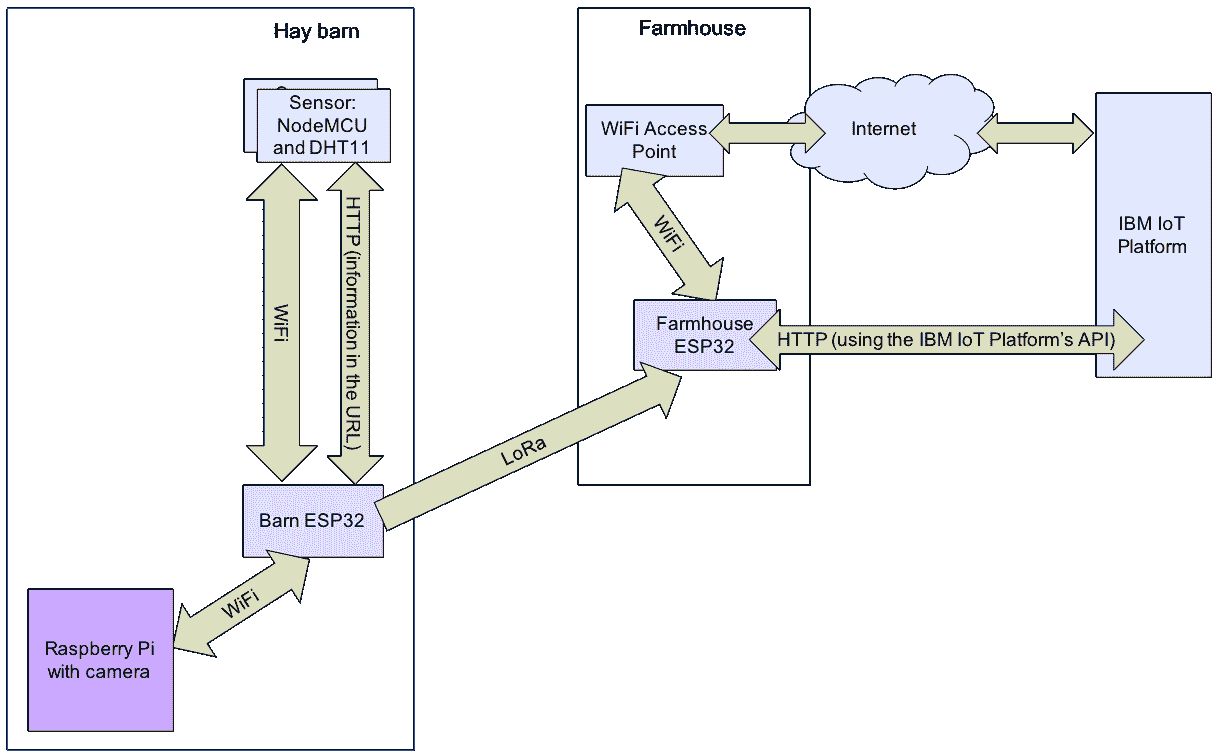 Hay barn
Sensor:
NodeMCU
and DHT11
WiFi
HTTP (information in the URL)
Barn ESP32
WiFi
Raspberry Pi
with camera
LoRa
Farmhouse
WiFi Access
Point
WiFi
Farmhouse
ESP32
Internet
IBM IoT
Platform
HTTP (using the IBM IoT Platform's API)